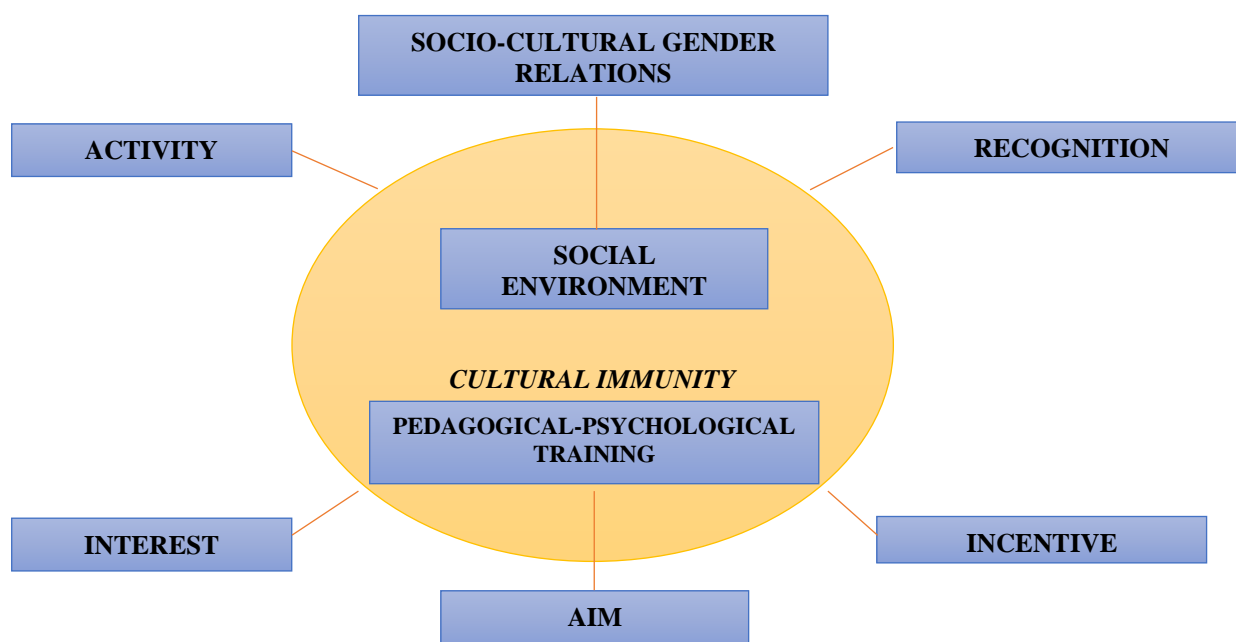 SOCIO-CULTURAL GENDER
RELATIONS
ACTIVITY
RECOGNITION
SOCIAL
ENVIRONMENT
CULTURAL IMMUNITY
PEDAGOGICAL-PSYCHOLOGICAL
TRAINING
INTEREST
INCENTIVE
AIM